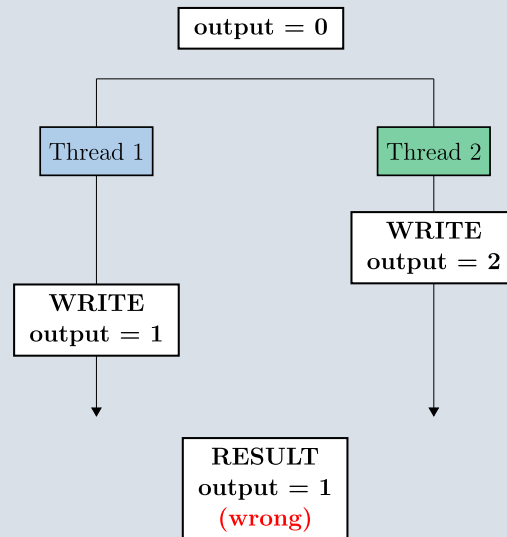 output = 0
Thread 1
Thread 2
WRITE
output = 2
WRITE
output = 1
RESULT
output = 1
(wrong)